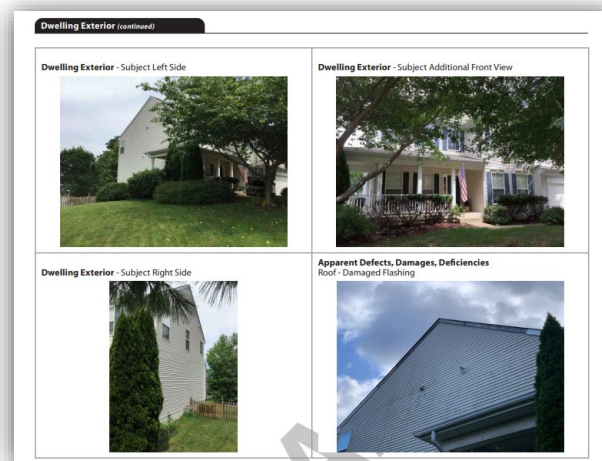 Dwelling Exterior (continued)
Dwelling Exterior - Subject Left Side
Dwelling Exterior - Subject Additional Front View
Dwelling Exterior - Subject Right Side
Apparent Defects, Damages, Deficiencies
Roof - Damaged Flashing